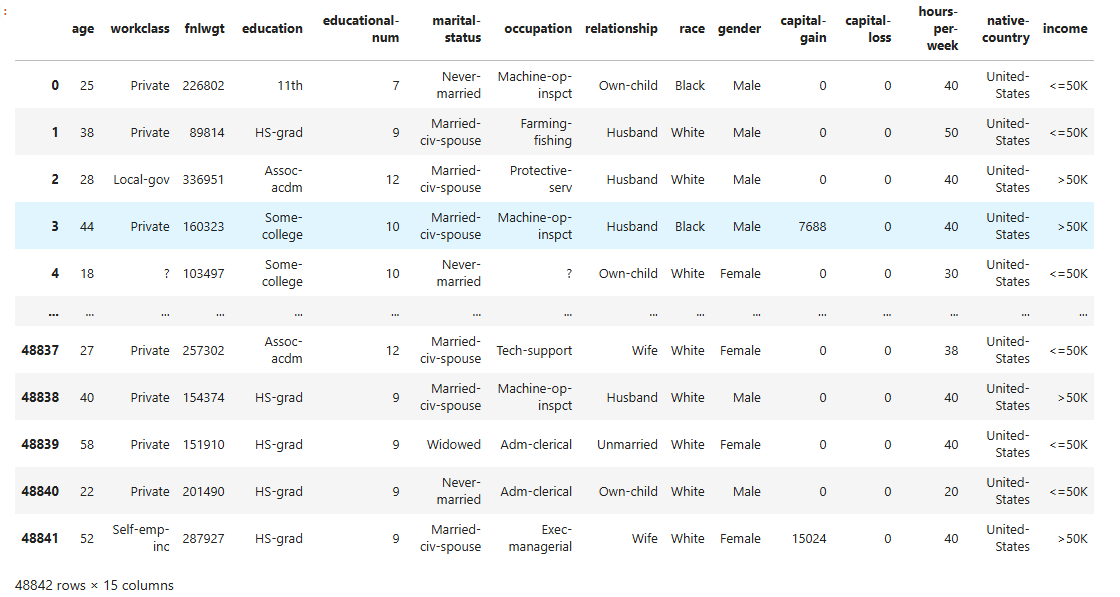 :
age workclass fnlwgt education educational-num marital-status occupation relationship race gender capital-gain capital-loss hours-per-week native-country income
0 25 Private 226802 11th 7 Never-married Machine-op-inspct Own-child Black Male 0 0 40 United-States <=50K
1 38 Private 89814 HS-grad 9 Married-civ-spouse Farming-fishing Husband White Male 0 0 50 United-States <=50K
2 28 Local-gov 336951 Assoc-acdm 12 Married-civ-spouse Protective-serv Husband White Male 0 0 40 United-States >50K
3 44 Private 160323 Some-college 10 Married-civ-spouse Machine-op-inspct Husband Black Male 7688 0 40 United-States >50K
4 18 ? 103497 Some-college 10 Never-married ? Own-child White Female 0 0 30 United-States <=50K
... ... ... ... ... ... ... ... ... ... ... ... ... ... ... ...
48837 27 Private 257302 Assoc-acdm 12 Married-civ-spouse Tech-support Wife White Female 0 0 38 United-States <=50K
48838 40 Private 154374 HS-grad 9 Married-civ-spouse Machine-op-inspct Husband White Male 0 0 40 United-States >50K
48839 58 Private 151910 HS-grad 9 Widowed Adm-clerical Unmarried White Female 0 0 40 United-States <=50K
48840 22 Private 201490 HS-grad 9 Never-married Adm-clerical Own-child White Male 0 0 20 United-States <=50K
48841 52 Self-emp-inc 287927 HS-grad 9 Married-civ-spouse Exec-managerial Wife White Female 15024 0 40 United-States >50K
48842 rows × 15 columns